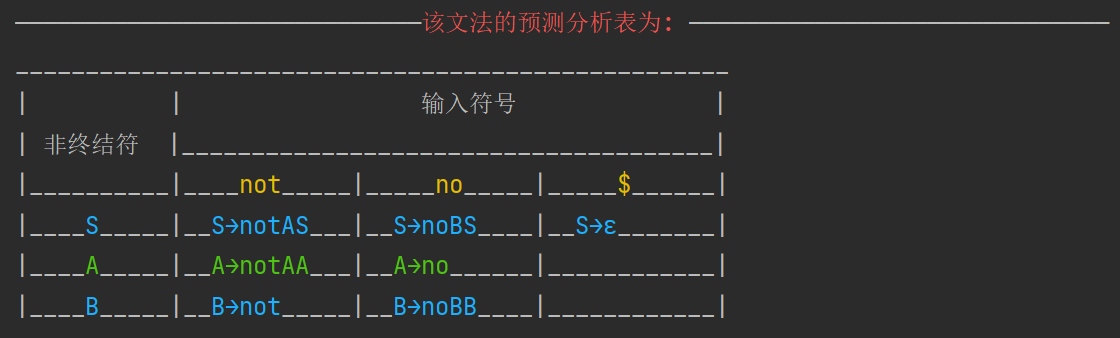 该文法的预测分析表为:
输入符号
非终结符
not no $
S S→notAS S→noBS S→ε
A A→notAA A→no
B B→not B→noBB